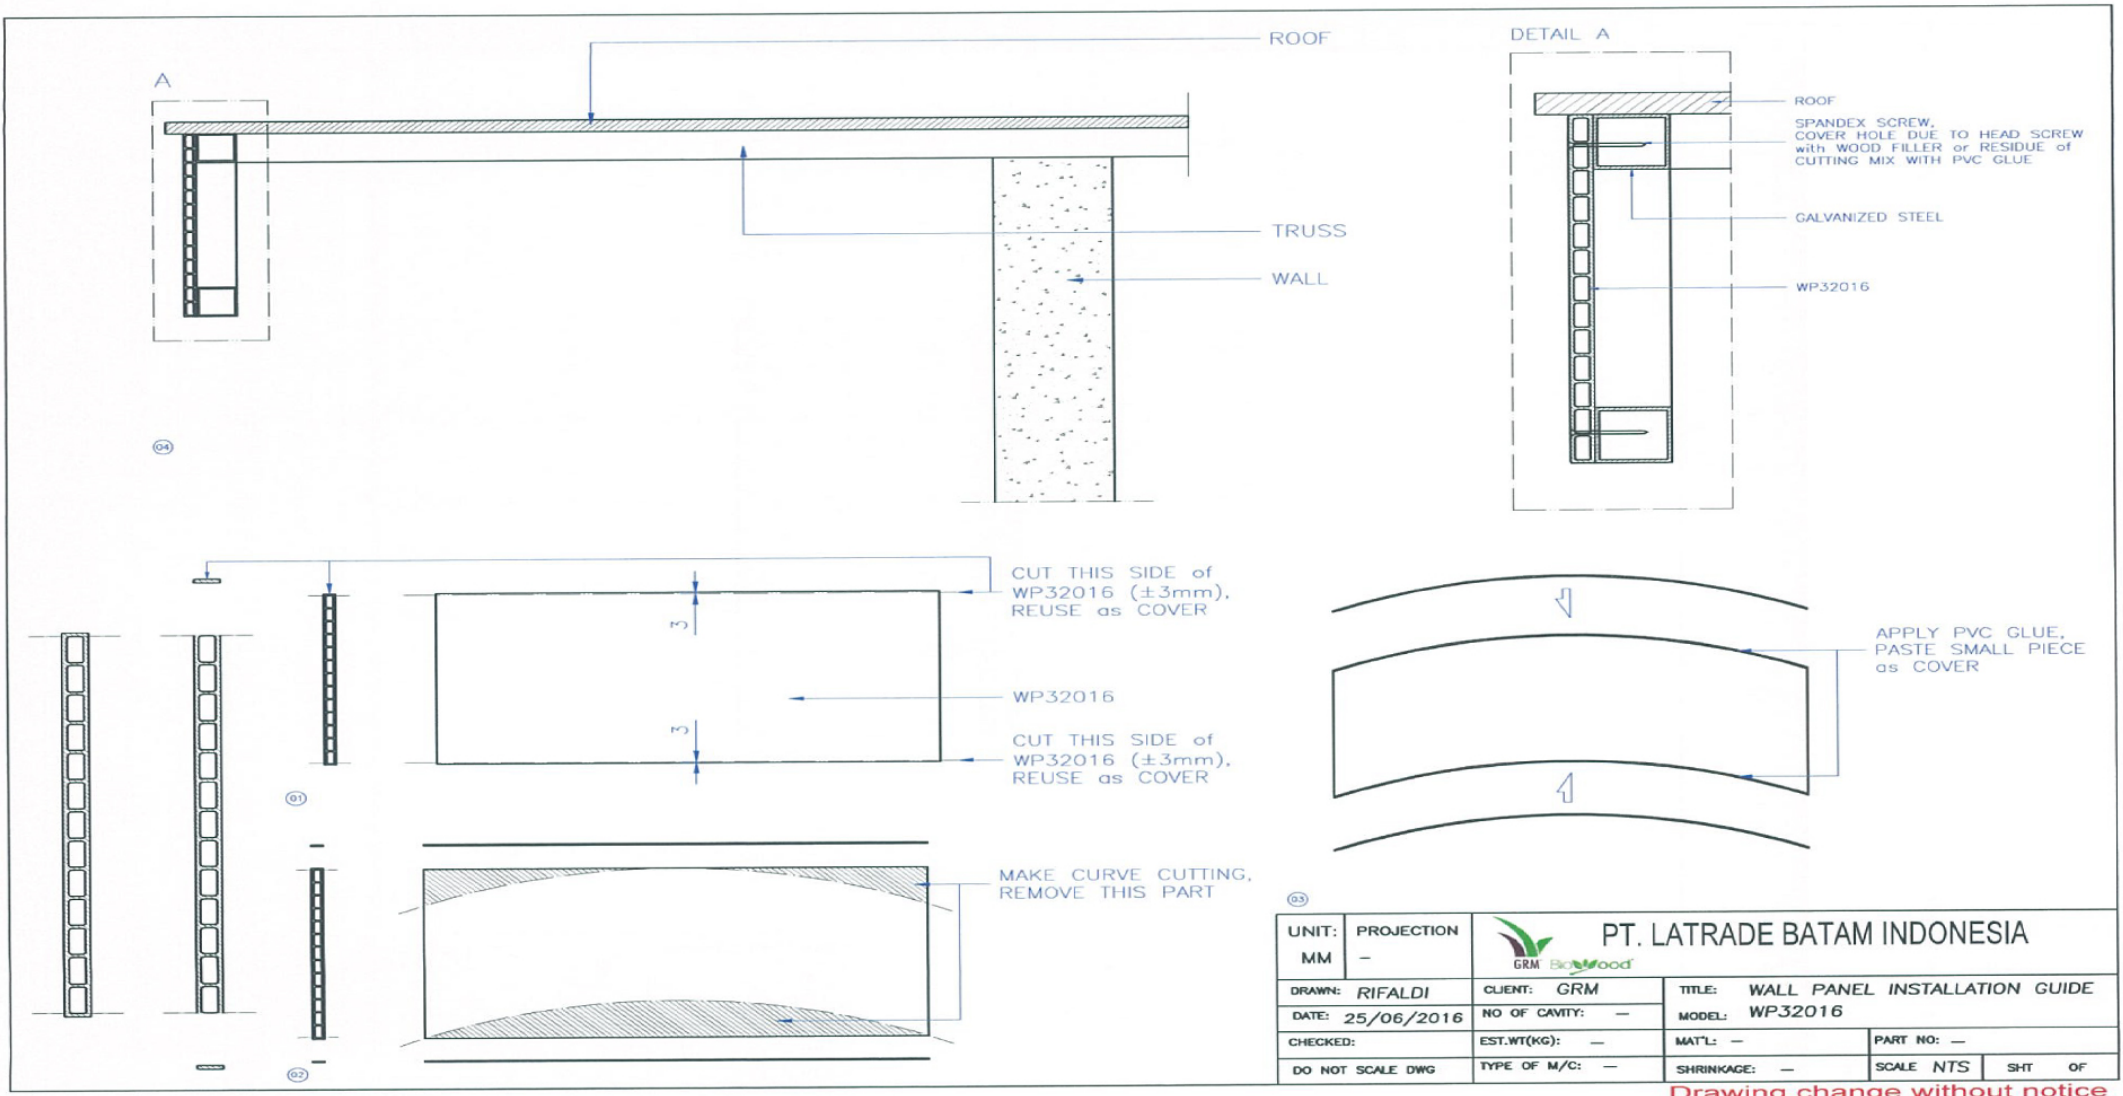 A
ROOF
TRUSS
WALL
04
DETAIL A
ROOF
SPANDEX SCREW,
COVER HOLE DUE TO HEAD SCREW
with WOOD FILLER or RESIDUE of
CUTTING MIX WITH PVC GLUE
GALVANIZED STEEL
WP32016
CUT THIS SIDE of
WP32016 (±3mm),
REUSE as COVER
3
WP32016
3
CUT THIS SIDE of
WP32016 (±3mm),
REUSE as COVER
01
MAKE CURVE CUTTING,
REMOVE THIS PART
02
APPLY PVC GLUE,
PASTE SMALL PIECE
as COVER
03
UNIT:
MM
PROJECTION
–
GRM BioWood
PT. LATRADE BATAM INDONESIA
DRAWN: RIFALDI
CLIENT: GRM
TITLE: WALL PANEL INSTALLATION GUIDE
DATE: 25/06/2016
NO OF CAVITY: –
MODEL: WP32016
CHECKED:
EST.WT(KG): –
MAT'L: –
PART NO: –
DO NOT SCALE DWG
TYPE OF M/C: –
SHRINKAGE: –
SCALE NTS
SHT OF
Drawing change without notice